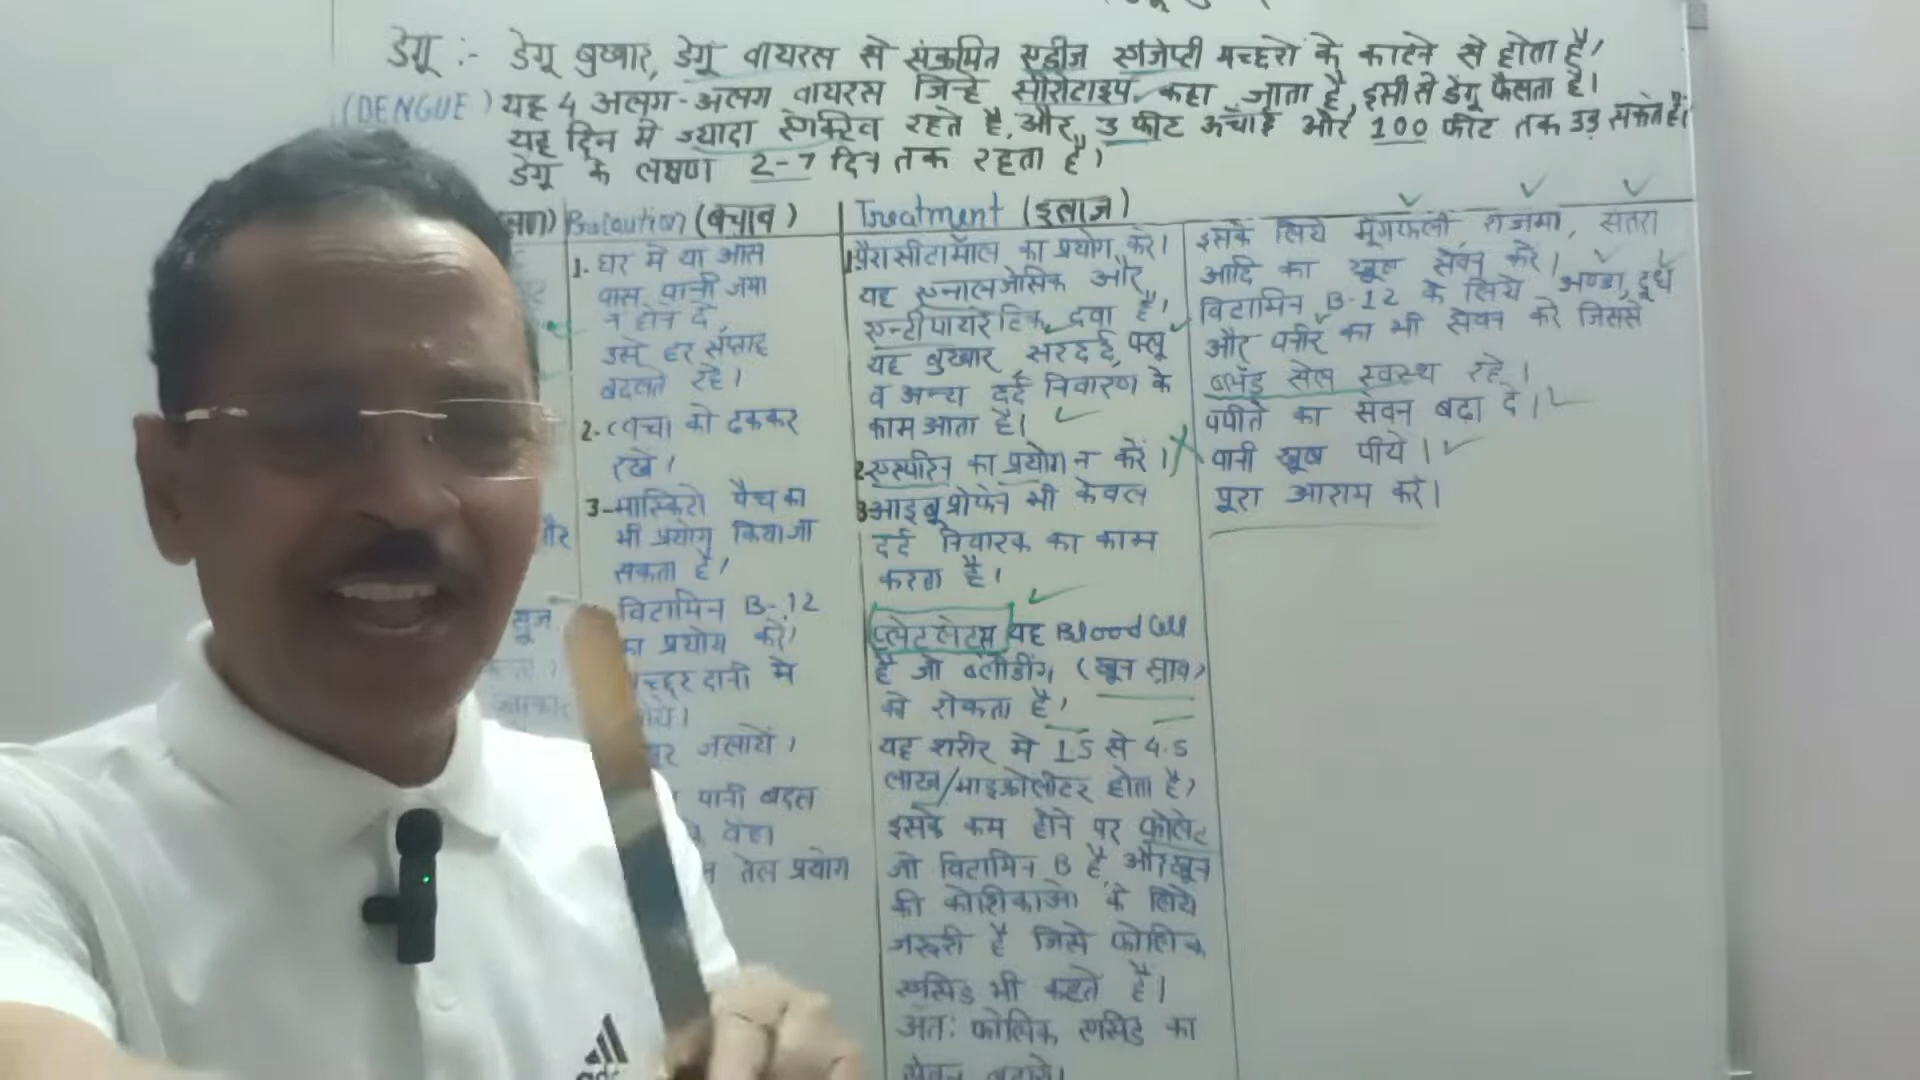 डेंगू :- डेंगू बुखार, डेंगू वायरस से संक्रमित एडीज एजिप्टी मच्छरों के काटने से होता है,
(DENGUE) यह 4 अलग-अलग वायरस जिन्हे सीरोटाइप कहा जाता है, इसी से डेंगू फैलता है।
यह दिन में ज्यादा एक्टिव रहते है, और 3 फीट ऊँचाई और 100 फीट तक उड़ सकते है।
डेंगू के लक्षण 2-7 दिन तक रहता है।
(बचाव)
1. घर मे या आस
पास पानी जमा
न होने दे,
उसे हर सप्ताह
बदलते रहे।
2. त्वचा को ढककर
रखें।
3-मास्किटो पैच का
भी प्रयोग किया जा
सकता है,
विटामिन B-12
का प्रयोग करें।
दानी मे
जलायें।
पानी बदल
तेल प्रयोग
Treatment (इलाज)
1. पैरासीटामॉल का प्रयोग करे।
यह एनालजेसिक और
एन्टीपायरेटिक दवा है,
यह बुखार, सरदर्द, फ्लू
व अन्य दर्द निवारण के
काम आता है।
2. एस्परिन का प्रयोग न करें।
3 आइबूप्रोफेन भी केवल
दर्द निवारक का काम
करता है।
प्लेटलेट्स यह Blood Cell
है जो ब्लीडींग (खून स्राव)
को रोकता है,
यह शरीर मे 1.5 से 4.5
लाख/माइक्रोलीटर होता है,
इसके कम होने पर फोलेट
जो विटामिन B है, और खून
की कोशिकाओ के लिये
जरूरी है जिसे फोलिक
एसिड भी कहते हैं।
अतः फोलिक एसिड का
इसके लिये मूंगफली राजमा, संतरा
आदि का खूब सेवन करे।
विटामिन B-12 के लिये अण्डा, दूध
और पनीर का भी सेवन करे जिससे
ब्लॅड सेल स्वस्थ रहे।
पपीते का सेवन बढ़ा दे।
पानी खूब पीये।
पूरा आराम करें।